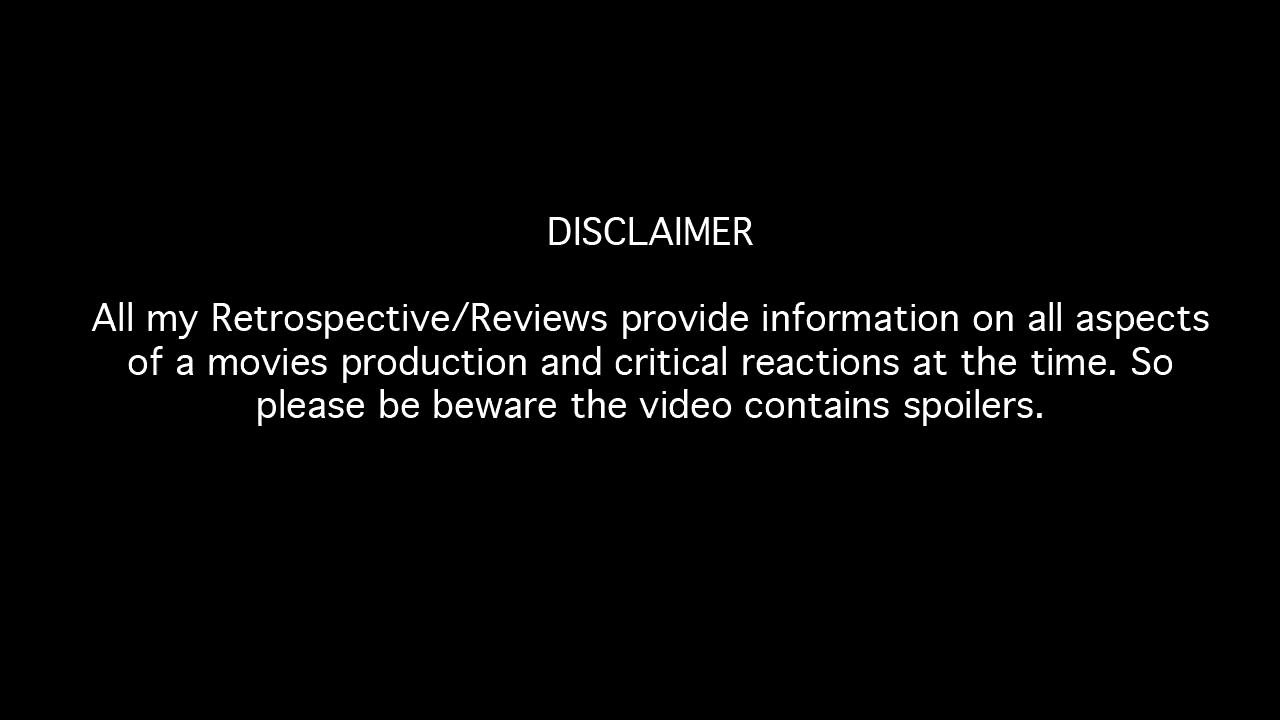 DISCLAIMER
All my Retrospective/Reviews provide information on all aspects
of a movies production and critical reactions at the time. So
please be beware the video contains spoilers.